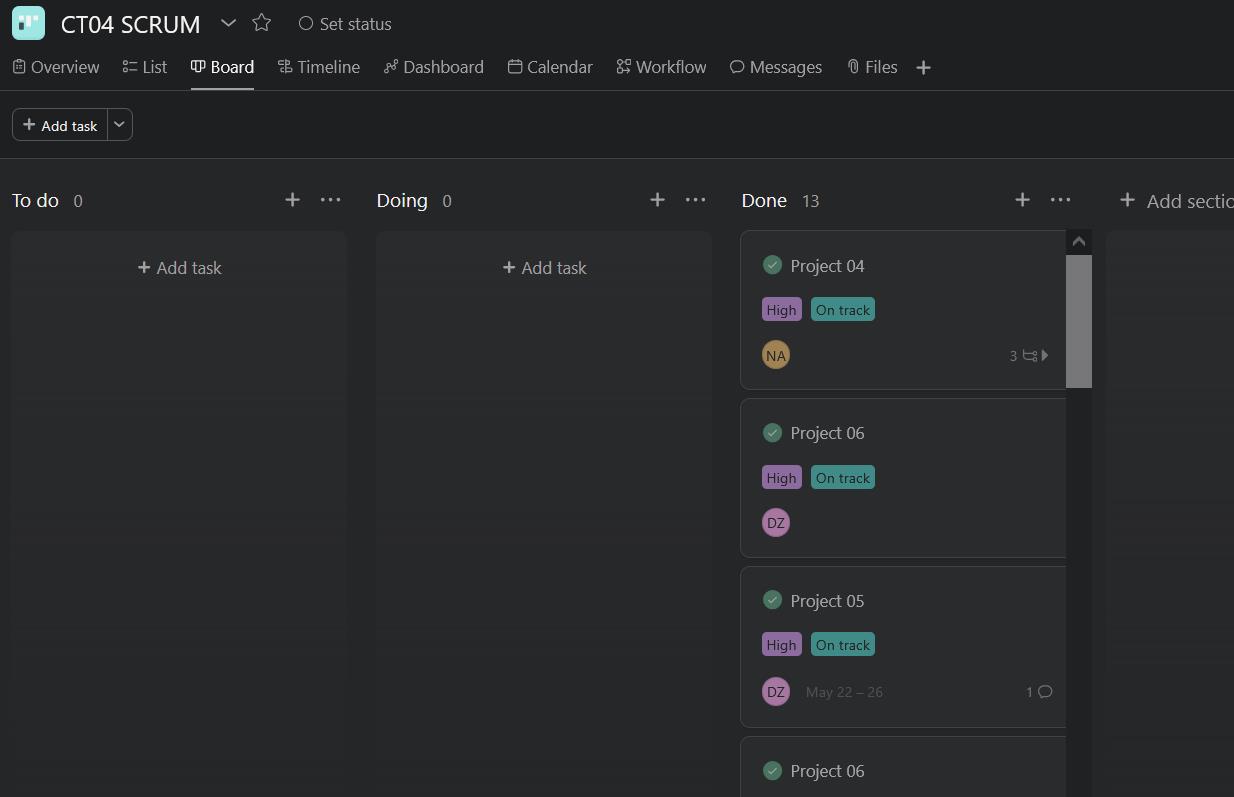 CT04 SCRUM Set status
Overview List Board Timeline Dashboard Calendar Workflow Messages Files
Add task
To do 0
Add task
Doing 0
Add task
Done 13
Project 04
High On track
NA 3
Project 06
High On track
DZ
Project 05
High On track
DZ May 22 – 26 1
Project 06
Add sectio